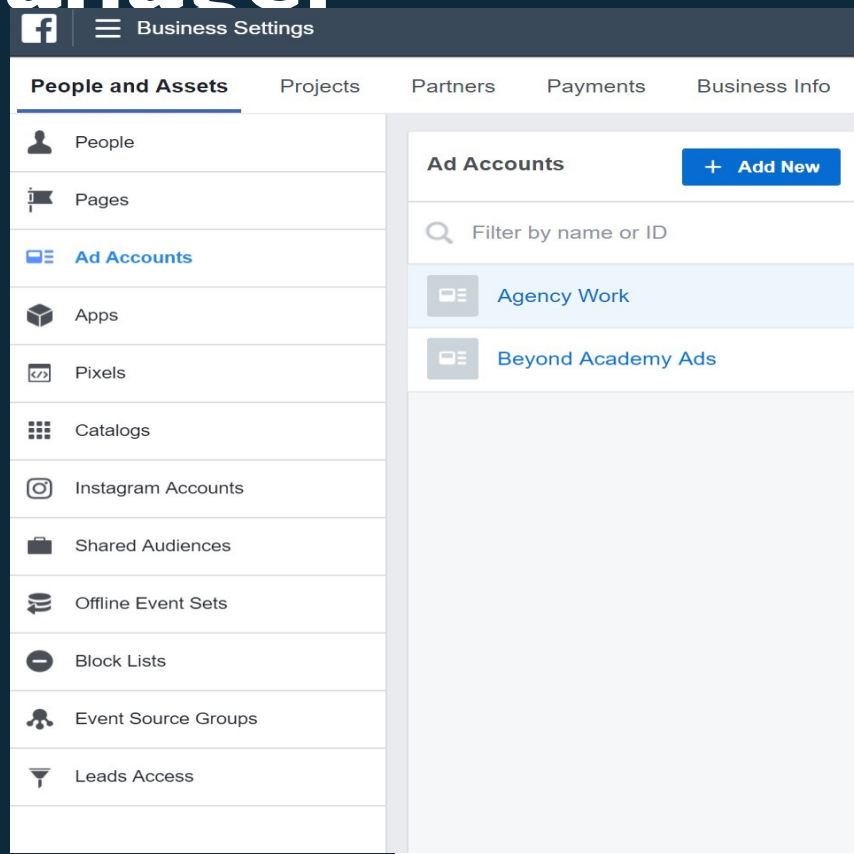 Business Settings
People and Assets Projects Partners Payments Business Info
People
Pages
Ad Accounts
Apps
Pixels
Catalogs
Instagram Accounts
Shared Audiences
Offline Event Sets
Block Lists
Event Source Groups
Leads Access
Ad Accounts
+ Add New
Filter by name or ID
Agency Work
Beyond Academy Ads